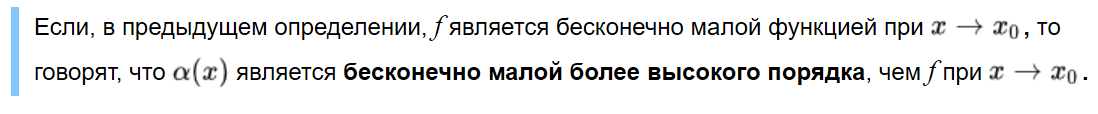 Если, в предыдущем определении, f является бесконечно малой функцией при x → x₀, то
говорят, что α(x) является бесконечно малой более высокого порядка, чем f при x → x₀.